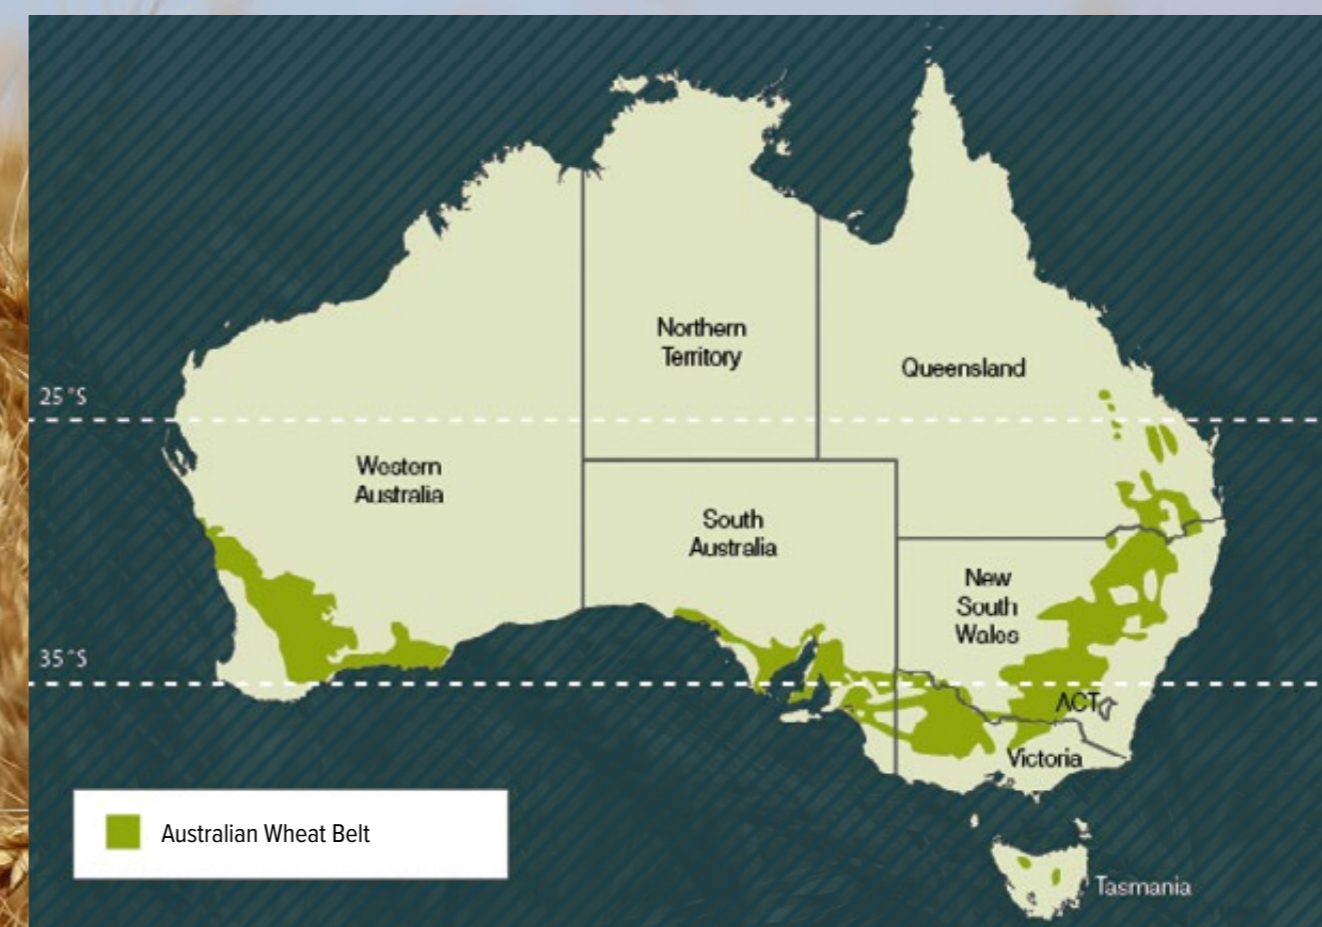 25°S
Northern
Territory
Queensland
Western
Australia
South
Australia
New
South
Wales
35°S
ACT
Victoria
Australian Wheat Belt
Tasmania